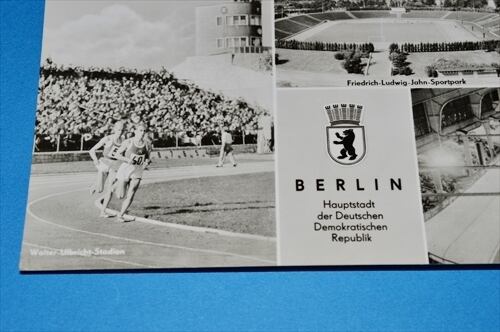 Friedrich-Ludwig-Jahn-Sportpark
BERLIN
Hauptstadt
der Deutschen
Demokratischen
Republik
Walter-Ulbricht-Stadion